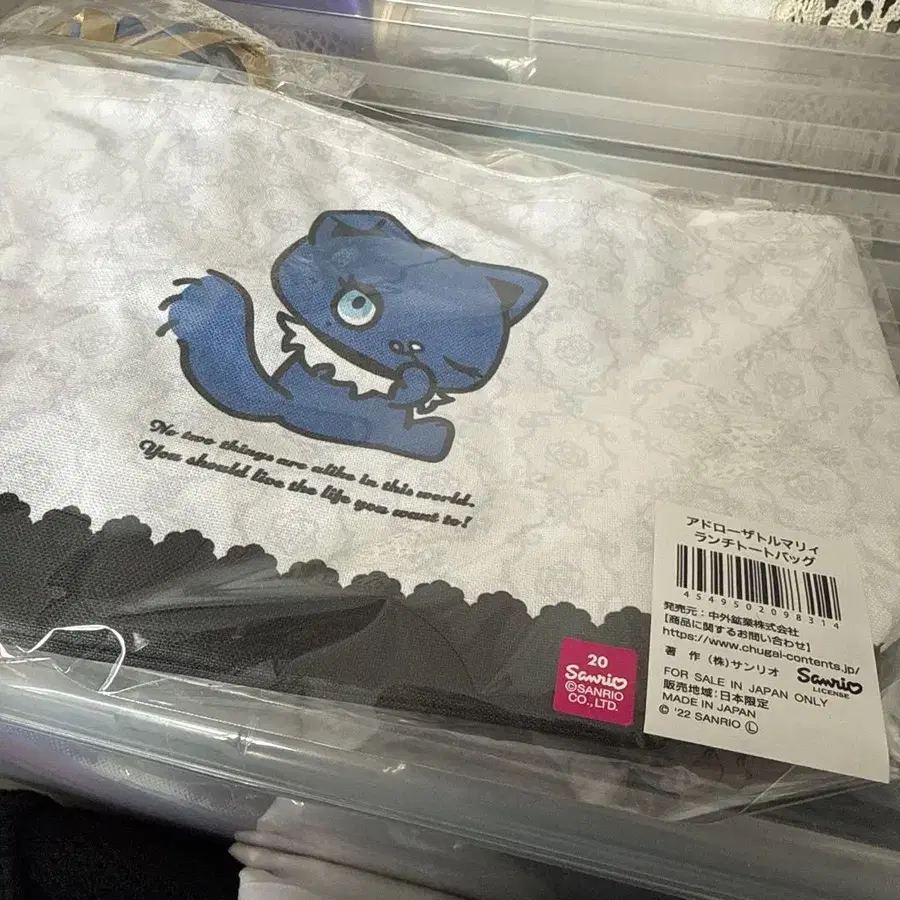 No two things are alike in this world.
You should live the life you want to!
アドローザトルマリィ
ランチトートバッグ
4549502098314
発売元：中外鉱業株式会社
【商品に関するお問い合わせ】
https://www.chugai-contents.jp/
著 作 (株)サンリオ
Sanrio
LICENSE
FOR SALE IN JAPAN ONLY
販売地域:日本限定
MADE IN JAPAN
© '22 SANRIO Ⓛ
20
Sanrio
©SANRIO
CO.,LTD.